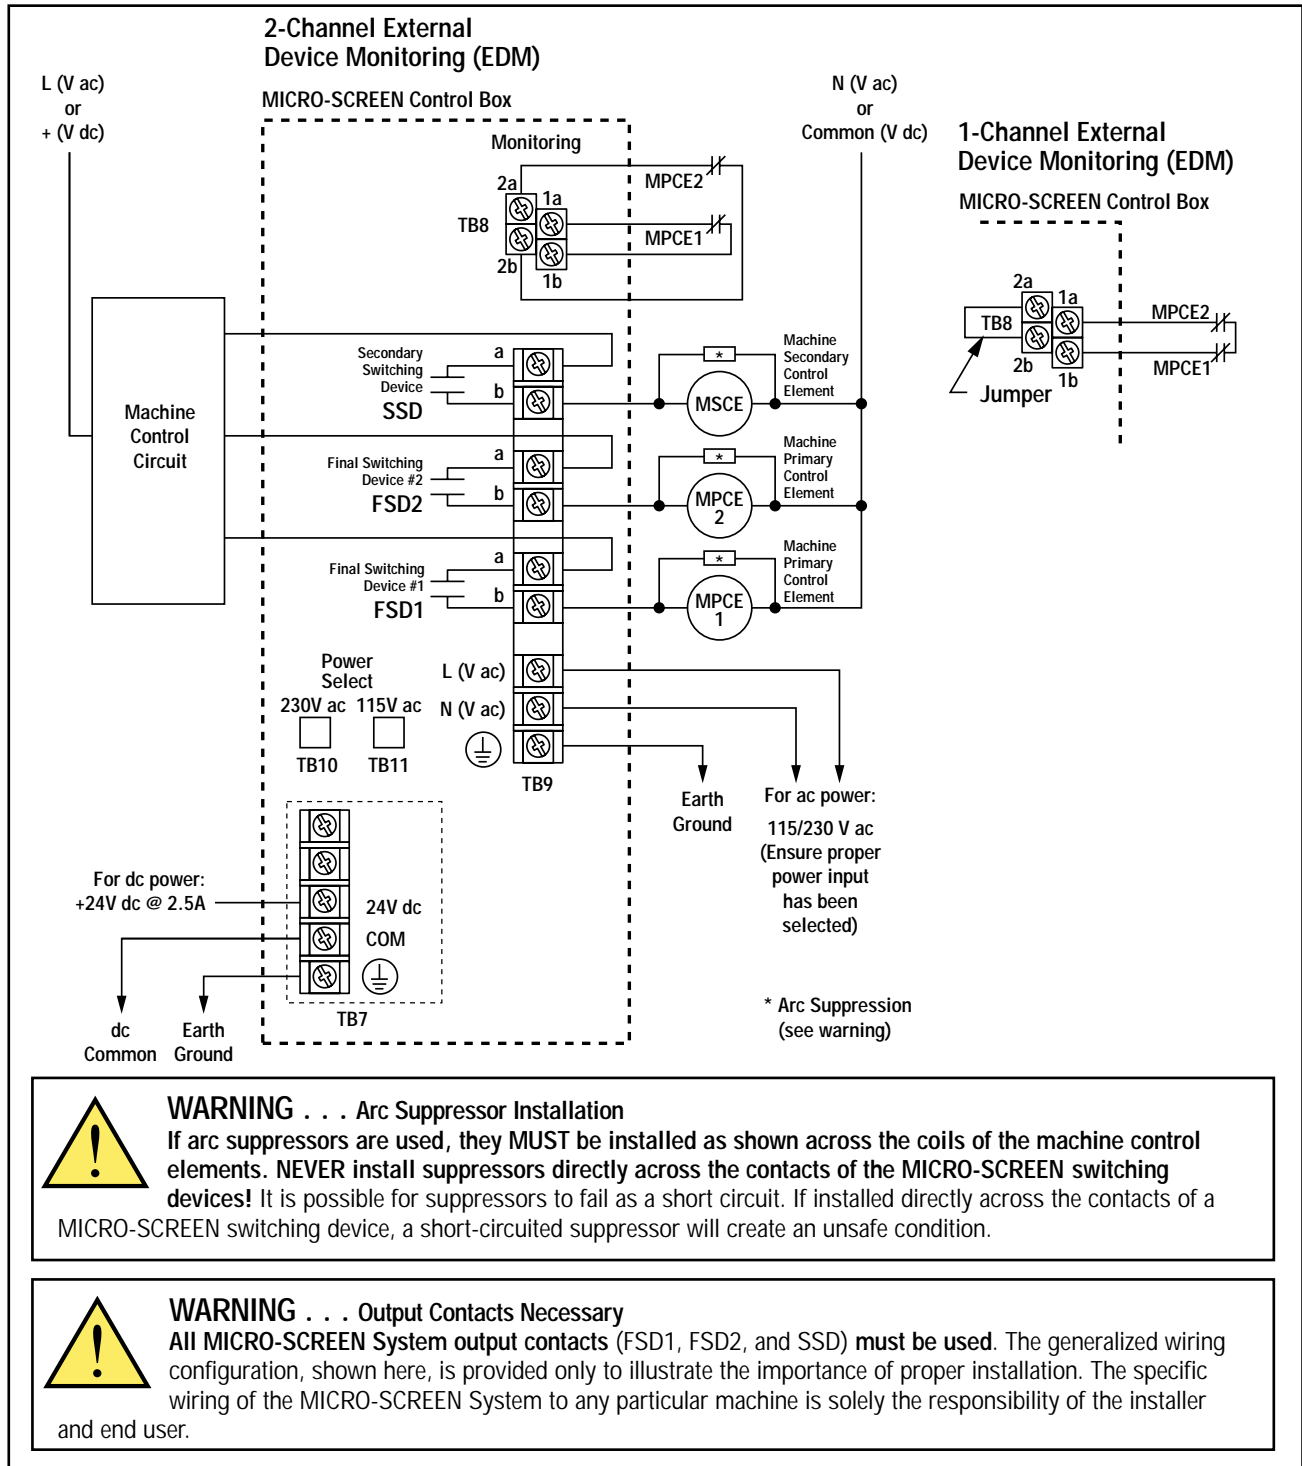 2-Channel External
Device Monitoring (EDM)
L (V ac)
or
+ (V dc)
MICRO-SCREEN Control Box
N (V ac)
or
Common (V dc)
1-Channel External
Device Monitoring (EDM)
MICRO-SCREEN Control Box
Monitoring
2a
1a
TB8
2b
1b
MPCE2
MPCE1
2a
1a
TB8
2b
1b
MPCE2
MPCE1
Jumper
Machine
Control
Circuit
Secondary
Switching
Device
SSD
a
b
*
MSCE
Machine
Secondary
Control
Element
Final Switching
Device #2
FSD2
a
b
*
MPCE
2
Machine
Primary
Control
Element
Final Switching
Device #1
FSD1
a
b
*
MPCE
1
Machine
Primary
Control
Element
Power
Select
230V ac 115V ac
TB10 TB11
L (V ac)
N (V ac)
TB9
Earth
Ground
For ac power:
115/230 V ac
(Ensure proper
power input
has been
selected)
For dc power:
+24V dc @ 2.5A
24V dc
COM
TB7
dc
Common
Earth
Ground
* Arc Suppression
(see warning)
WARNING . . . Arc Suppressor Installation
If arc suppressors are used, they MUST be installed as shown across the coils of the machine control
elements. NEVER install suppressors directly across the contacts of the MICRO-SCREEN switching
devices! It is possible for suppressors to fail as a short circuit. If installed directly across the contacts of a
MICRO-SCREEN switching device, a short-circuited suppressor will create an unsafe condition.
WARNING . . . Output Contacts Necessary
All MICRO-SCREEN System output contacts (FSD1, FSD2, and SSD) must be used. The generalized wiring
configuration, shown here, is provided only to illustrate the importance of proper installation. The specific
wiring of the MICRO-SCREEN System to any particular machine is solely the responsibility of the installer
and end user.